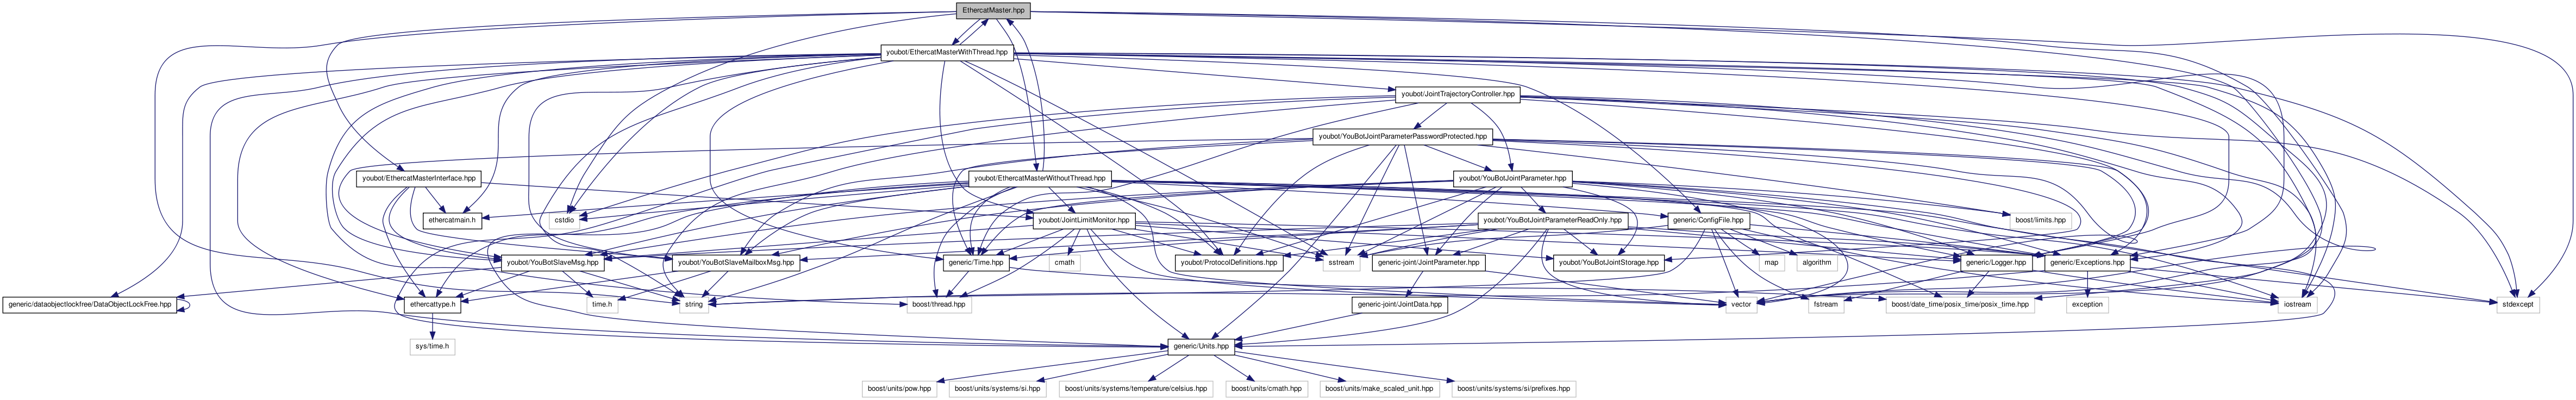 EthercatMaster.hpp
youbot/EthercatMasterWithThread.hpp
youbot/JointTrajectoryController.hpp
youbot/YouBotJointParameterPasswordProtected.hpp
youbot/EthercatMasterInterface.hpp
youbot/EthercatMasterWithoutThread.hpp
youbot/YouBotJointParameter.hpp
ethercatmain.h
cstdio
youbot/JointLimitMonitor.hpp
youbot/YouBotJointParameterReadOnly.hpp
generic/ConfigFile.hpp
boost/limits.hpp
youbot/YouBotSlaveMsg.hpp
youbot/YouBotSlaveMailboxMsg.hpp
generic/Time.hpp
cmath
youbot/ProtocolDefinitions.hpp
sstream
generic-joint/JointParameter.hpp
youbot/YouBotJointStorage.hpp
map
algorithm
generic/Logger.hpp
generic/Exceptions.hpp
generic/dataobjectlockfree/DataObjectLockFree.hpp
ethercattype.h
time.h
string
boost/thread.hpp
generic-joint/JointData.hpp
vector
fstream
boost/date_time/posix_time/posix_time.hpp
exception
iostream
stdexcept
sys/time.h
generic/Units.hpp
boost/units/pow.hpp
boost/units/systems/si.hpp
boost/units/systems/temperature/celsius.hpp
boost/units/cmath.hpp
boost/units/make_scaled_unit.hpp
boost/units/systems/si/prefixes.hpp